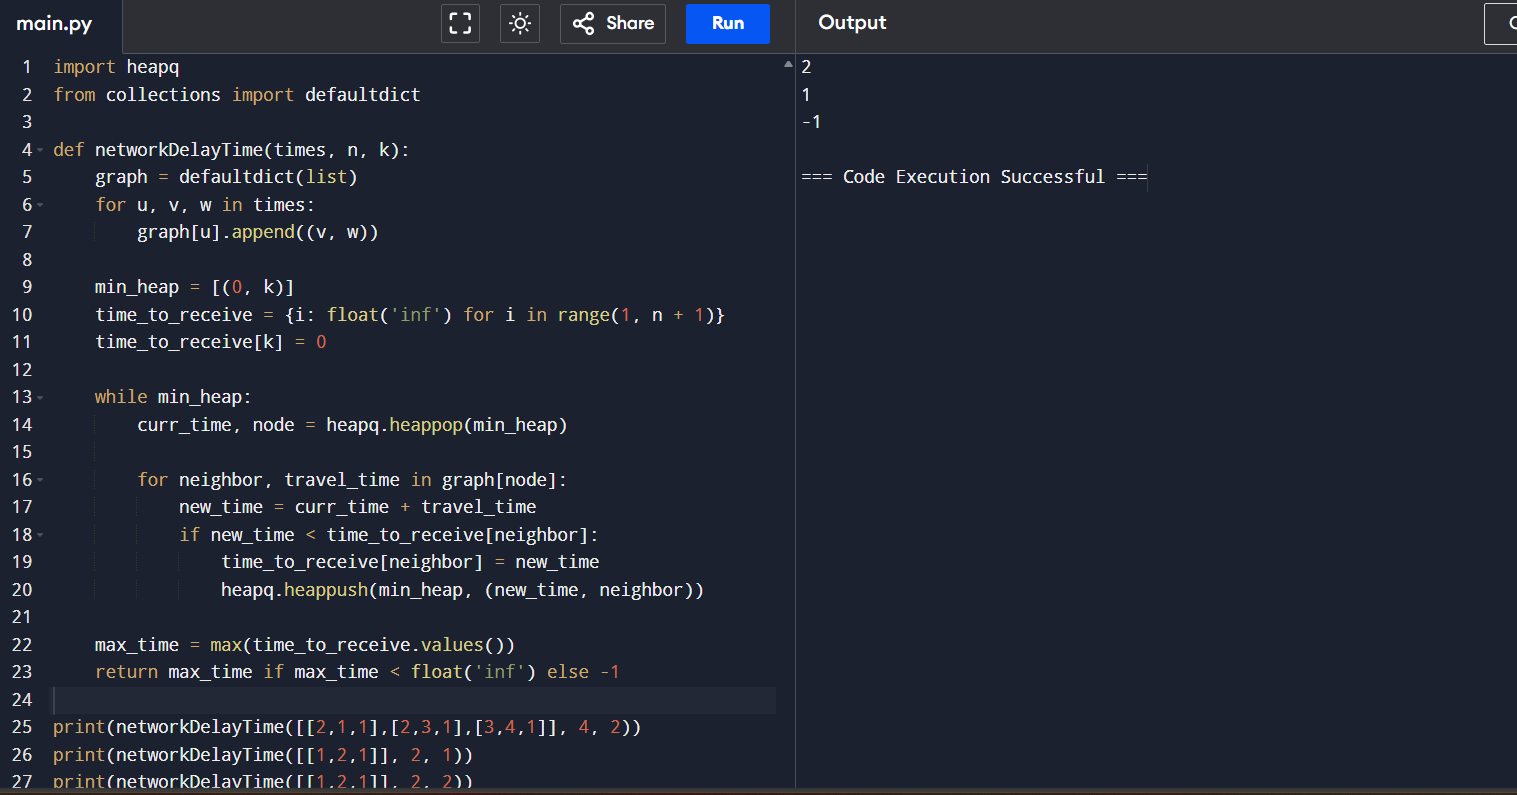 main.py
Share
Run
Output
1 import heapq
2 from collections import defaultdict
3
4 def networkDelayTime(times, n, k):
5     graph = defaultdict(list)
6     for u, v, w in times:
7         graph[u].append((v, w))
8
9     min_heap = [(0, k)]
10     time_to_receive = {i: float('inf') for i in range(1, n + 1)}
11     time_to_receive[k] = 0
12
13     while min_heap:
14         curr_time, node = heapq.heappop(min_heap)
15
16         for neighbor, travel_time in graph[node]:
17             new_time = curr_time + travel_time
18             if new_time < time_to_receive[neighbor]:
19                 time_to_receive[neighbor] = new_time
20                 heapq.heappush(min_heap, (new_time, neighbor))
21
22     max_time = max(time_to_receive.values())
23     return max_time if max_time < float('inf') else -1
24
25 print(networkDelayTime([[2,1,1],[2,3,1],[3,4,1]], 4, 2))
26 print(networkDelayTime([[1,2,1]], 2, 1))
27 print(networkDelayTime([[1,2,1]], 2, 2))
2
1
-1
=== Code Execution Successful ===